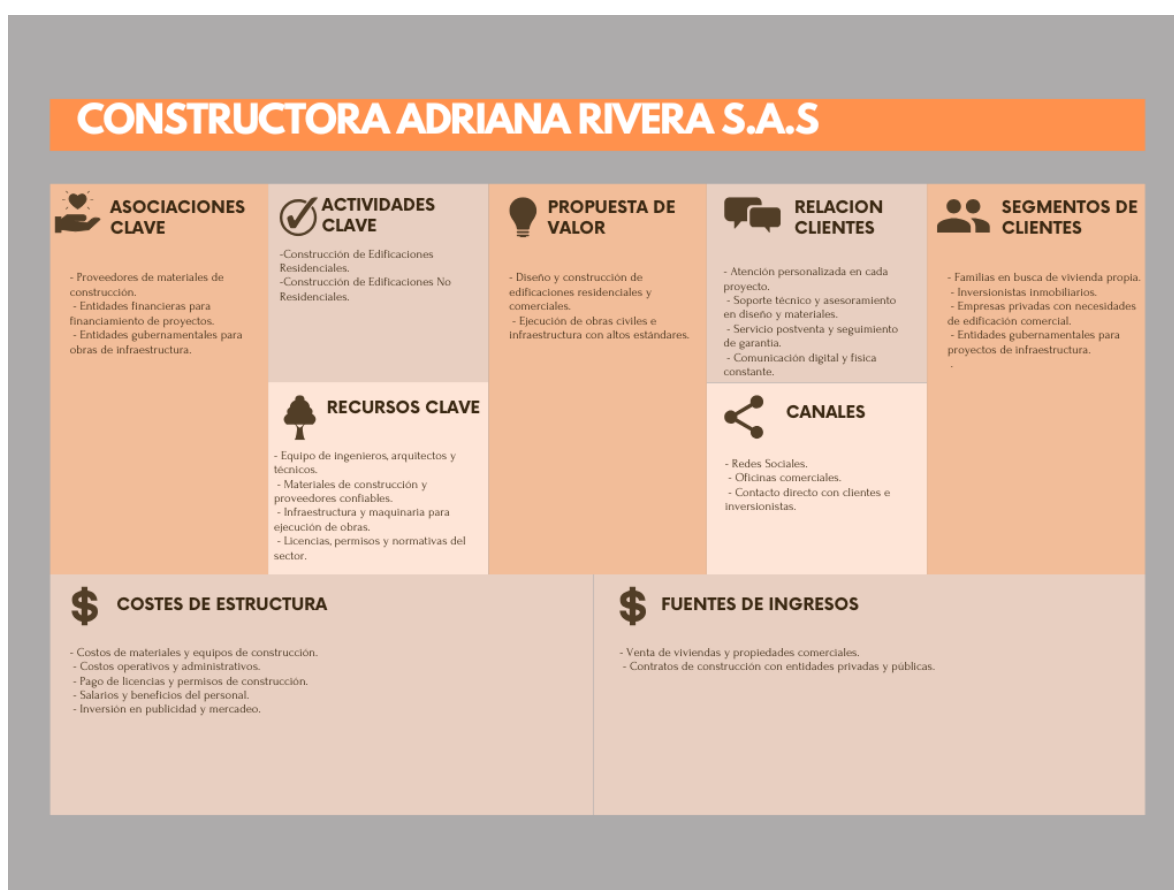 CONSTRUCTORA ADRIANA RIVERA S.A.S
ASOCIACIONES
CLAVE
- Proveedores de materiales de
construcción.
- Entidades financieras para
financiamiento de proyectos.
- Entidades gubernamentales para
obras de infraestructura.
ACTIVIDADES
CLAVE
-Construcción de Edificaciones
Residenciales.
-Construcción de Edificaciones No
Residenciales.
RECURSOS CLAVE
- Equipo de ingenieros, arquitectos y
técnicos.
- Materiales de construcción y
proveedores confiables.
- Infraestructura y maquinaria para
ejecución de obras.
- Licencias, permisos y normativas del
sector.
PROPUESTA DE
VALOR
- Diseño y construcción de
edificaciones residenciales y
comerciales.
- Ejecución de obras civiles e
infraestructura con altos estándares.
RELACION
CLIENTES
- Atención personalizada en cada
proyecto.
- Soporte técnico y asesoramiento
en diseño y materiales.
- Servicio postventa y seguimiento
de garantía.
- Comunicación digital y física
constante.
CANALES
- Redes Sociales.
- Oficinas comerciales.
- Contacto directo con clientes e
inversionistas.
SEGMENTOS DE
CLIENTES
- Familias en busca de vivienda propia.
- Inversionistas inmobiliarios.
- Empresas privadas con necesidades
de edificación comercial.
- Entidades gubernamentales para
proyectos de infraestructura.
.
COSTES DE ESTRUCTURA
- Costos de materiales y equipos de construcción.
- Costos operativos y administrativos.
- Pago de licencias y permisos de construcción.
- Salarios y beneficios del personal.
- Inversión en publicidad y mercadeo.
FUENTES DE INGRESOS
- Venta de viviendas y propiedades comerciales.
- Contratos de construcción con entidades privadas y públicas.